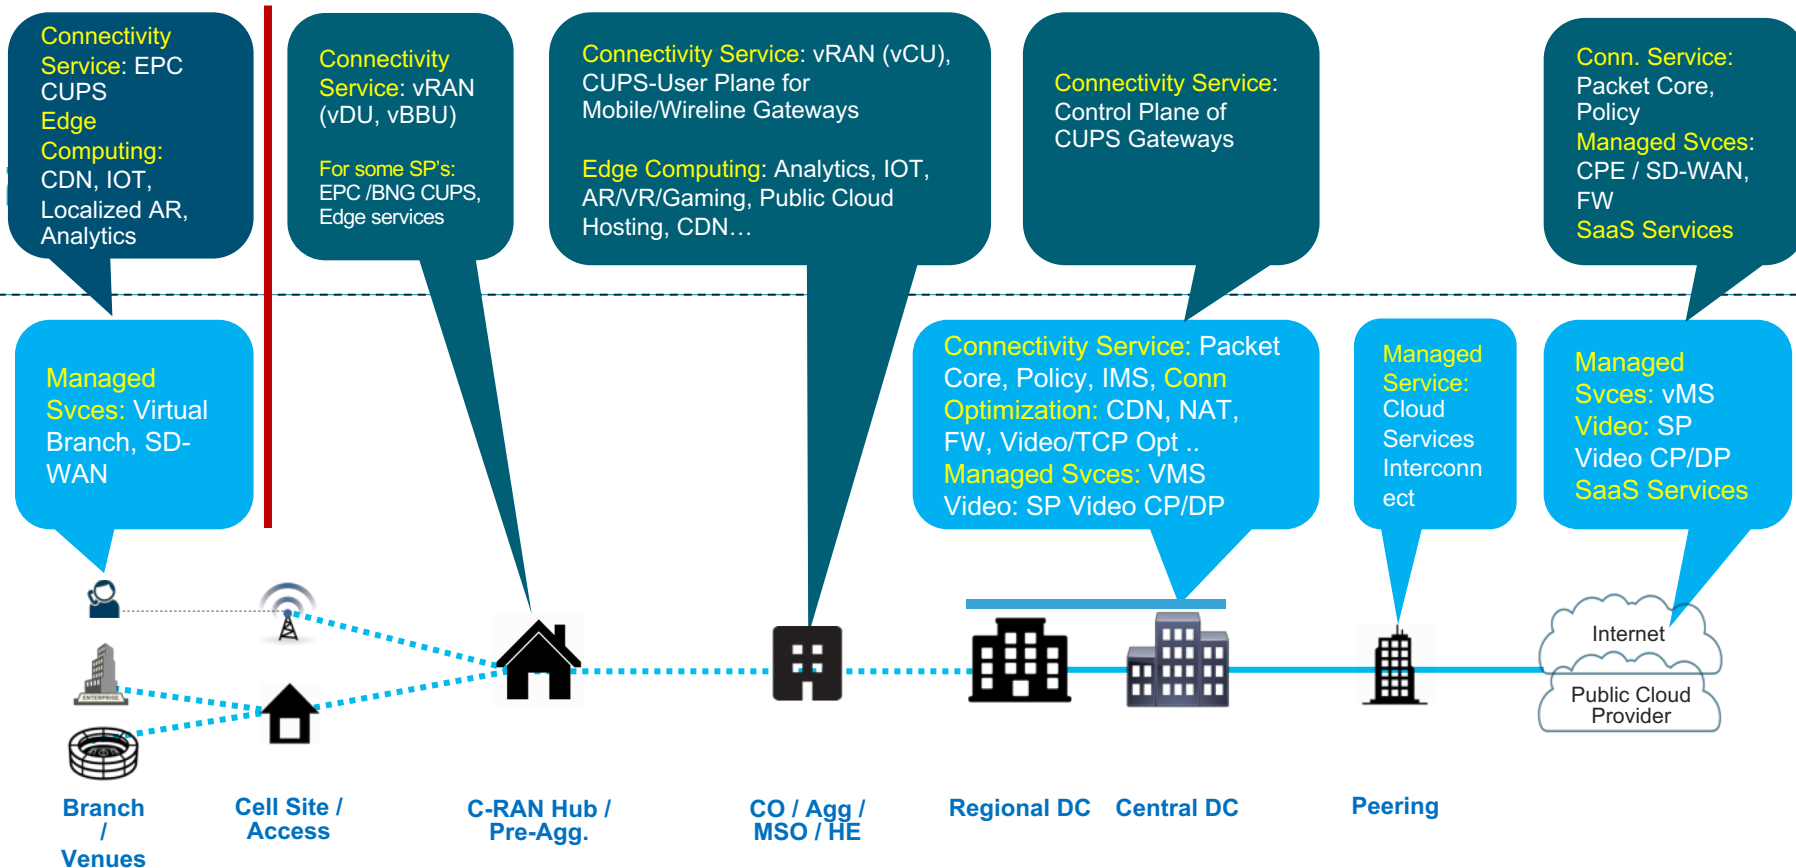 Connectivity
Service: EPC
CUPS
Edge
Computing:
CDN, IOT,
Localized AR,
Analytics
Connectivity
Service: vRAN
(vDU, vBBU)
For some SP's:
EPC /BNG CUPS,
Edge services
Connectivity Service: vRAN (vCU),
CUPS-User Plane for
Mobile/Wireline Gateways
Edge Computing: Analytics, IOT,
AR/VR/Gaming, Public Cloud
Hosting, CDN…
Connectivity Service:
Control Plane of
CUPS Gateways
Conn. Service:
Packet Core,
Policy
Managed Svces:
CPE / SD-WAN,
FW
SaaS Services
Managed
Svces: Virtual
Branch, SD-
WAN
Connectivity Service: Packet
Core, Policy, IMS, Conn
Optimization: CDN, NAT,
FW, Video/TCP Opt ..
Managed Svces: VMS
Video: SP Video CP/DP
Managed
Service:
Cloud
Services
Interconn
ect
Managed
Svces: vMS
Video: SP
Video CP/DP
SaaS Services
ENTERPRISE
Internet
Public Cloud
Provider
Branch
/
Venues
Cell Site /
Access
C-RAN Hub /
Pre-Agg.
CO / Agg /
MSO / HE
Regional DC
Central DC
Peering